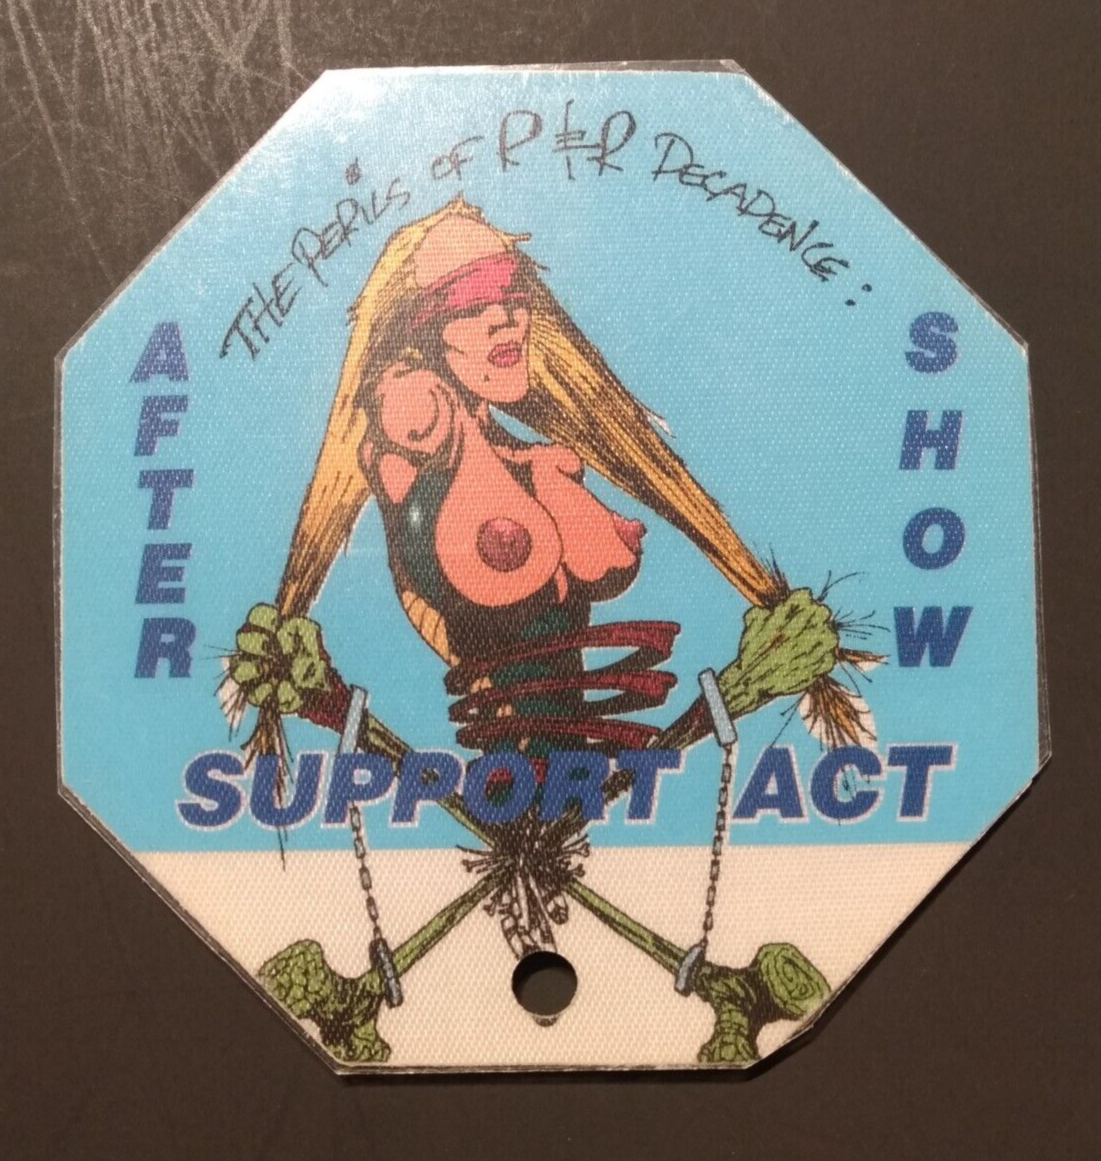 THE PERILS OF R & R DECADENCE:
AFTER
SHOW
SUPPORT ACT